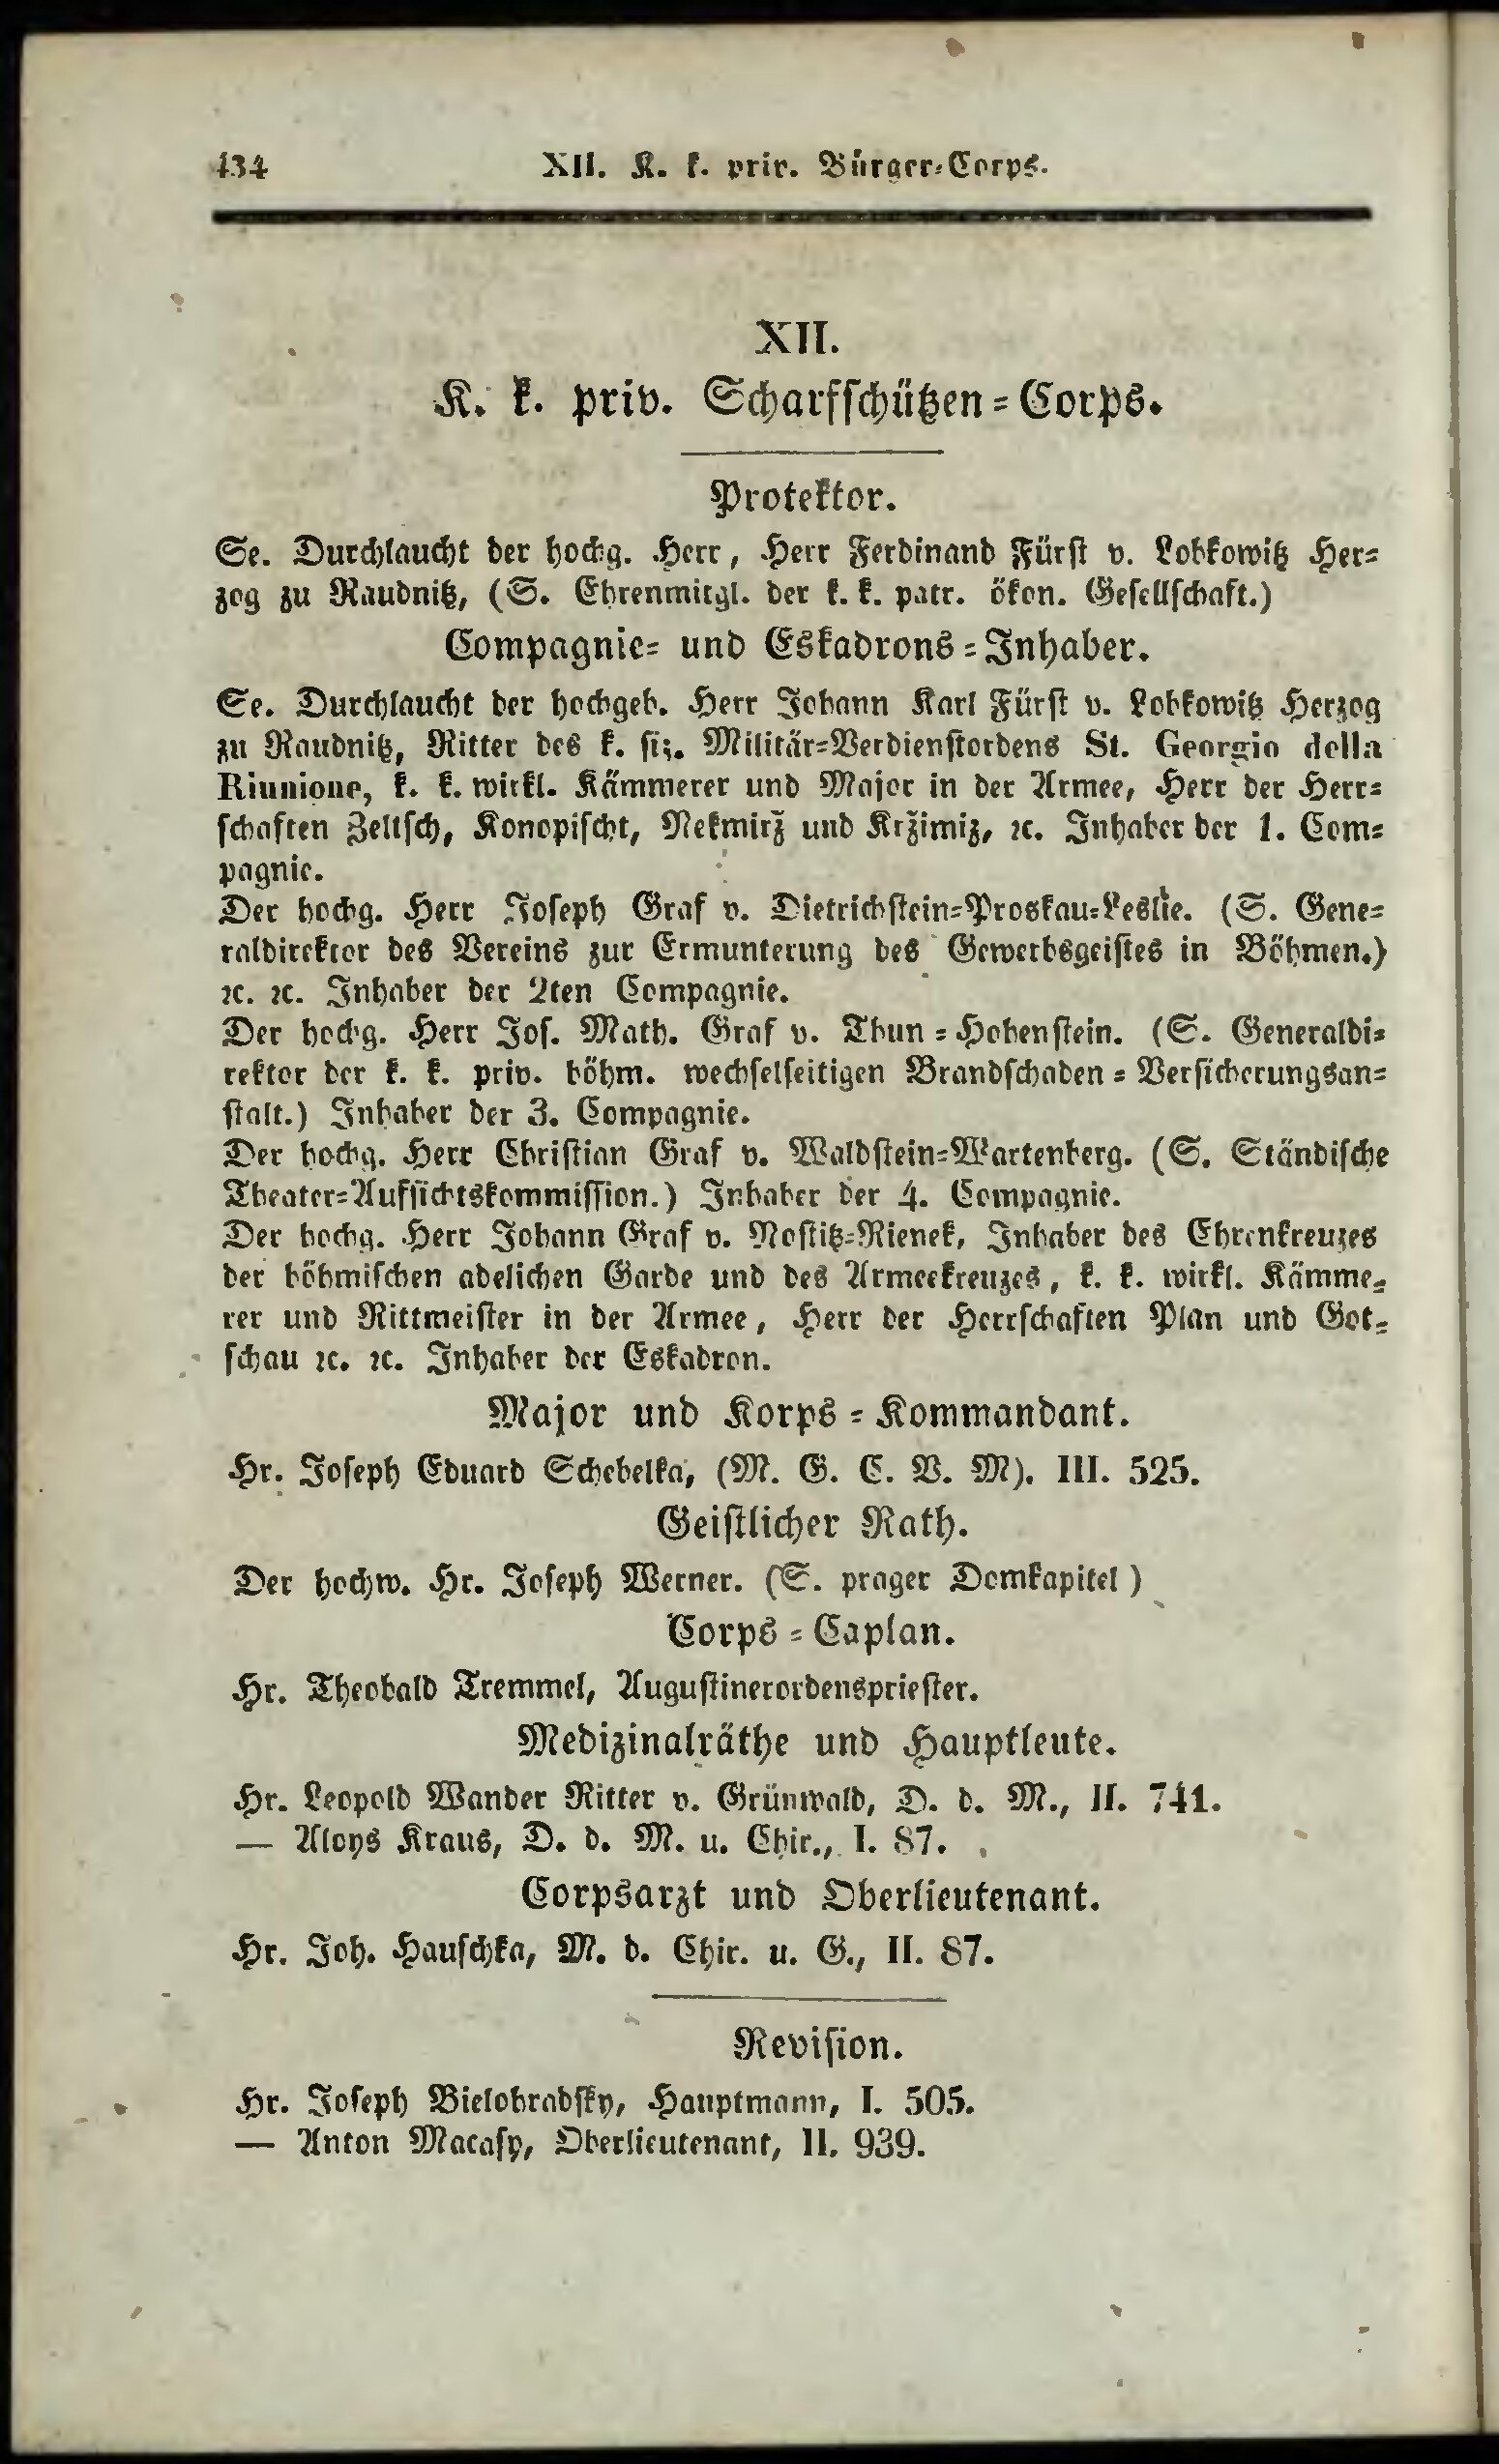 434 XII. K. k. priv. Bürger-Corps.
XII.
K. k. priv. Scharfschützen-Corps.
Protektor.
Se. Durchlaucht der hochg. Herr, Herr Ferdinand Fürst v. Lobkowitz Her-
zog zu Raudnitz, (S. Ehrenmitgl. der k. k. patr. ökon. Gesellschaft.)
Compagnie- und Eskadrons-Inhaber.
Se. Durchlaucht der hochgeb. Herr Johann Karl Fürst v. Lobkowitz Herzog
zu Raudnitz, Ritter des k. siz. Militär-Verdienstordens St. Georgio della
Riunione, k. k. wirkl. Kämmerer und Major in der Armee, Herr der Herr-
schaften Zeltsch, Konopischt, Nekmirž und Kržimiz, ꝛc. Inhaber der 1. Com-
pagnie.
Der hochg. Herr Joseph Graf v. Dietrichstein-Proskau-Leslie. (S. Gene-
raldirektor des Vereins zur Ermunterung des Gewerbsgeistes in Böhmen.)
ꝛc. ꝛc. Inhaber der 2ten Compagnie.
Der hochg. Herr Jos. Math. Graf v. Thun-Hohenstein. (S. Generaldi-
rektor der k. k. priv. böhm. wechselseitigen Brandschaden-Versicherungsan-
stalt.) Inhaber der 3. Compagnie.
Der hochg. Herr Christian Graf v. Waldstein-Wartenberg. (S. Ständische
Theater-Aufsichtskommission.) Inhaber der 4. Compagnie.
Der hochg. Herr Johann Graf v. Nostitz-Rienek, Inhaber des Ehrenkreuzes
der böhmischen adelichen Garde und des Armeekreuzes, k. k. wirkl. Kämme-
rer und Rittmeister in der Armee, Herr der Herrschaften Plan und Got-
schau ꝛc. ꝛc. Inhaber der Eskadron.
Major und Korps-Kommandant.
Hr. Joseph Eduard Schebelka, (M. G. E. B. M). III. 525.
Geistlicher Rath.
Der hochw. Hr. Joseph Werner. (S. prager Domkapitel)
Corps-Caplan.
Hr. Theobald Tremmel, Augustinerordenspriester.
Medizinalräthe und Hauptleute.
Hr. Leopold Wander Ritter v. Grünwald, D. d. M., II. 741.
— Aloys Kraus, D. d. M. u. Chir., I. 87.
Corpsarzt und Oberlieutenant.
Hr. Joh. Hauschka, M. d. Chir. u. G., II. 87.
Revision.
Hr. Joseph Bielohradsky, Hauptmann, I. 505.
— Anton Macasy, Oberlieutenant, II. 939.